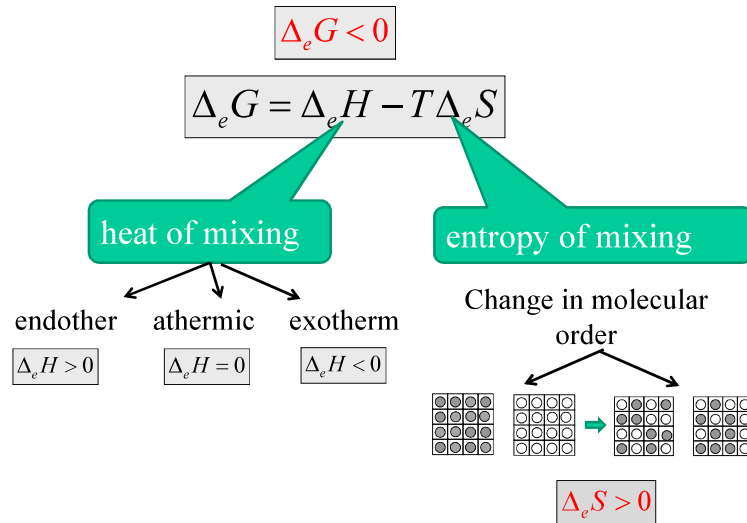 ΔₑG < 0
ΔₑG = ΔₑH − TΔₑS
heat of mixing
entropy of mixing
endother
athermic
exotherm
ΔₑH > 0
ΔₑH = 0
ΔₑH < 0
Change in molecular
order
ΔₑS > 0